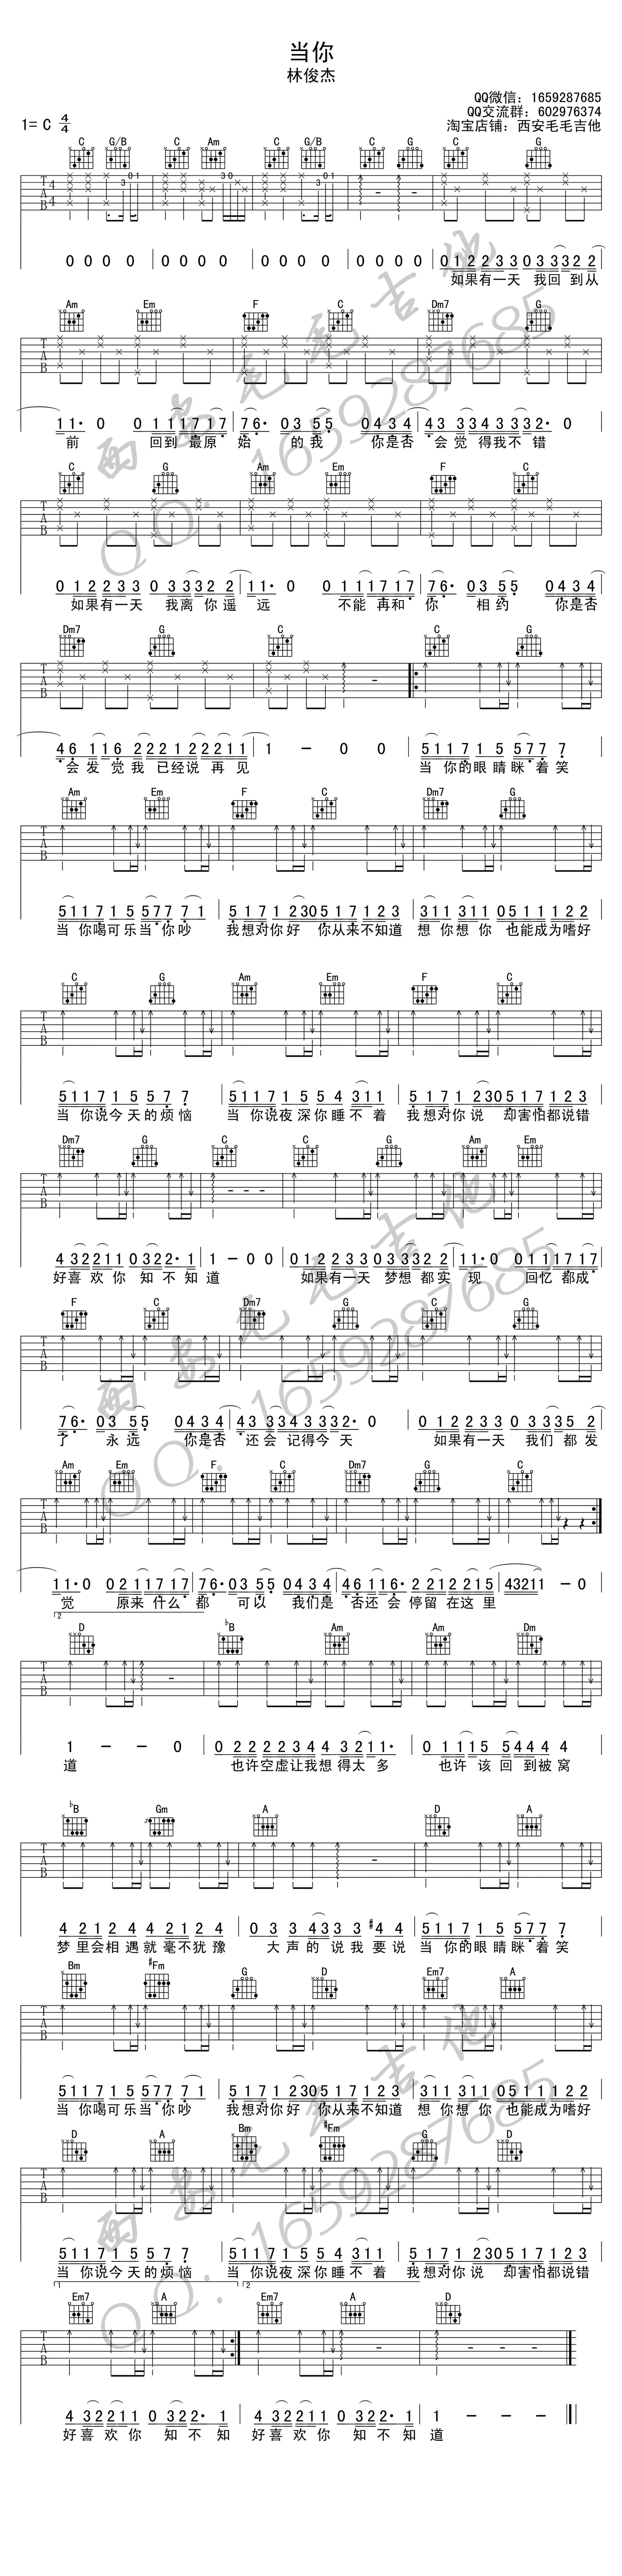 当你
林俊杰
QQ微信：1659287685
QQ交流群：602976374
淘宝店铺：西安毛毛吉他
1= C 4/4
C G/B C Am C G/B C G C G
0 0 0 0 0 0 0 0 0 0 0 0 0 0 0 0 0 1 2 2 3 3 0 3 3 3 2 2
如果有一天 我回 到从
Am Em F C Dm7 G
1 1· 0 0 1 1 1 7 1 7 7 6· 0 3 5 5 0 4 3 4 4 3 3 3 4 3 3 3 2· 0
前 回到 最原 始 的我 你是否 会觉 得我不 错
C G Am Em F C
0 1 2 2 3 3 0 3 3 3 2 2 1 1· 0 0 1 1 1 7 1 7 7 6· 0 3 5 5 0 4 3 4
如果有一天 我离 你遥 远 不能 再和 你 相约 你是否
Dm7 G C C G
4 6 1 1 6 2 2 2 1 2 2 2 1 1 1 — 0 0 5 1 1 7 1 5 5 7 7 7
会发觉我 已经说再见 当 你的眼睛眯着笑
Am Em F C Dm7 G
5 1 1 7 1 5 5 7 7 7 1 5 1 7 1 2 3 0 5 1 7 1 2 3 3 1 1 3 1 1 0 5 1 1 1 2 2
当 你喝可乐当 你吵 我想对你好 你从来不知道 想 你想 你 也能成为嗜好
C G Am Em F C
5 1 1 7 1 5 5 7 7 5 1 1 7 1 5 5 4 3 1 1 5 1 7 1 2 3 0 5 1 7 1 2 3
当 你说今天的烦恼 当 你说夜深你睡不着 我想对你说 却害怕都说错
Dm7 G C C G Am Em
4 3 2 2 1 1 0 3 2 2· 1 1 — 0 0 0 1 2 2 3 3 0 3 3 3 2 2 1 1· 0 0 1 1 1 7 1 7
好喜欢你 知不知道 如果有一天 梦想 都实 现 回忆 都成
F C Dm7 G C G
7 6· 0 3 5 5 0 4 3 4 4 3 3 3 4 3 3 3 2· 0 0 1 2 2 3 3 0 3 3 3 5 2
了 永远 你是否 还会 记得今 天 如果有一天 我们 都发
Am Em F C Dm7 G C
1 1· 0 0 2 1 1 1 7 1 7 7 6· 0 3 5 5 0 4 3 4 4 6 1 1 6· 2 2 1 2 2 1 5 4 3 2 1 1 — 0
觉 原来 什么 都 可以 我们是 否还会 停留 在这里
2
D ♭B Am Am Dm
1 — — 0 0 2 2 2 2 3 4 4 3 2 1 1· 0 1 1 1 5 5 4 4 4 4
道 也许空虚让我想 得太多 也许 该回 到被窝
♭B Gm A D A
4 2 1 2 4 4 2 1 2 4 0 3 3 4 3 3 3 #4 4 5 1 1 7 1 5 5 7 7 7
梦里会相遇就毫不犹豫 大声的 说我要说 当 你的眼睛眯着笑
Bm #Fm G D Em7 A
5 1 1 7 1 5 5 7 7 7 1 5 1 7 1 2 3 0 5 1 7 1 2 3 3 1 1 3 1 1 0 5 1 1 1 2 2
当 你喝可乐当 你吵 我想对你好 你从来不知道 想 你想 你 也能成为嗜好
D A Bm #Fm G D
5 1 1 7 1 5 5 7 7 5 1 1 7 1 5 5 4 3 1 1 5 1 7 1 2 3 0 5 1 7 1 2 3
当 你说今天的烦恼 当 你说夜深你睡不着 我想对你说 却害怕都说错
1 2
Em7 A Em7 A D
4 3 2 2 1 1 0 3 2 2· 1 4 3 2 2 1 1 0 3 2 2· 1 1 — — —
好喜欢你 知不知 好喜欢你 知不知道
西安毛毛吉他
QQ：1659287685